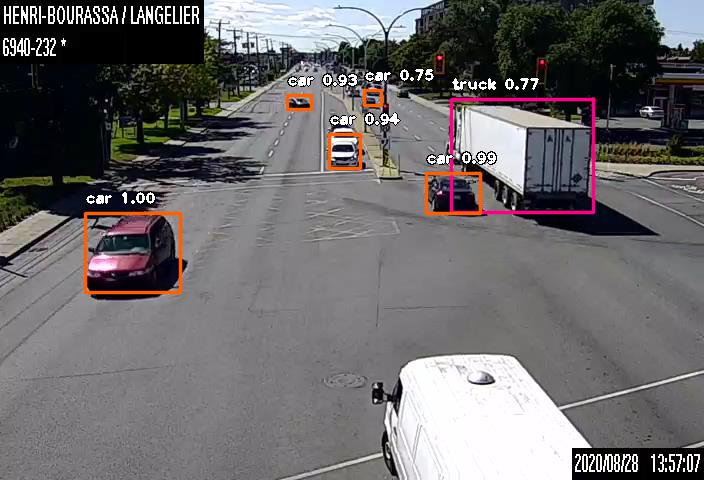 HENRI-BOURASSA / LANGELIER
6940-232 *
car 0.93
car 0.75
truck 0.77
car 0.94
car 0.99
car 1.00
2020/08/28 13:57:07